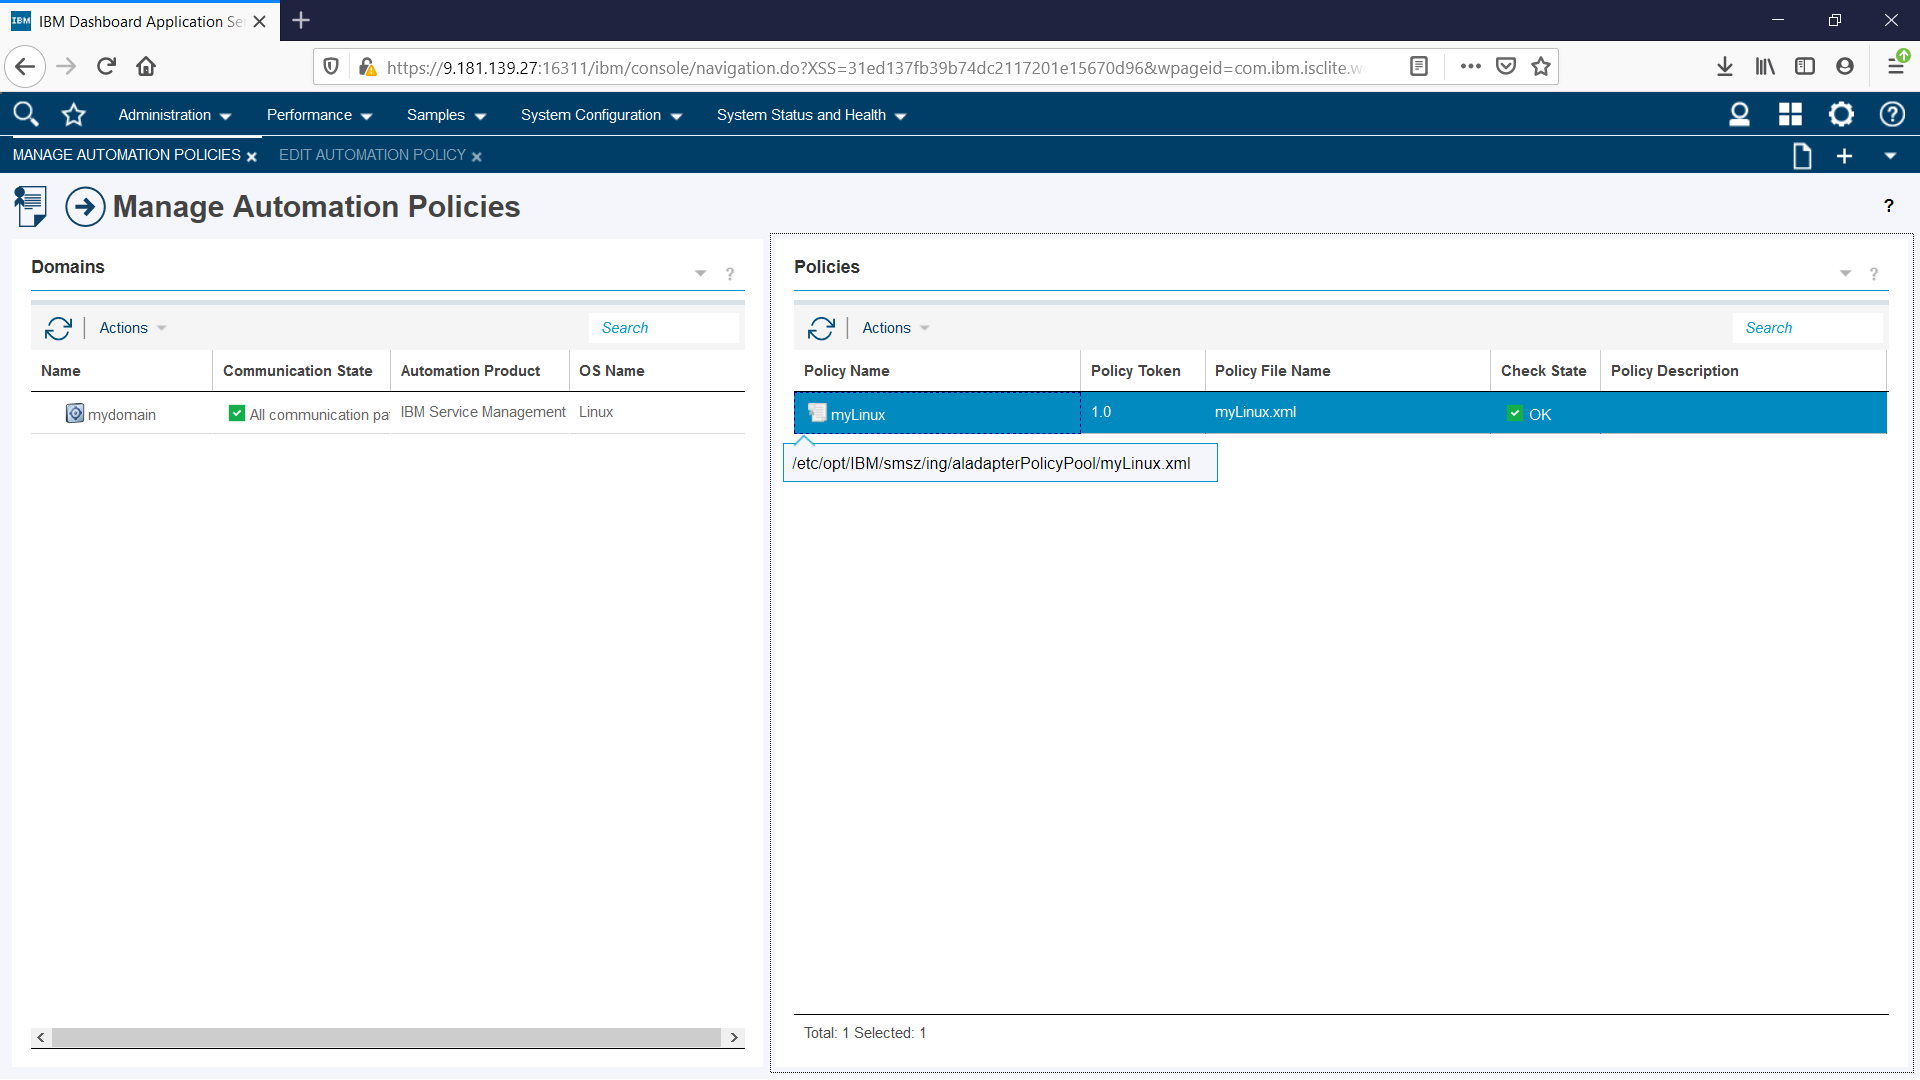 IBM IBM Dashboard Application Se
https://9.181.139.27:16311/ibm/console/navigation.do?XSS=31ed137fb39b74dc2117201e15670d96&wpageid=com.ibm.isclite.w
Administration Performance Samples System Configuration System Status and Health
MANAGE AUTOMATION POLICIES EDIT AUTOMATION POLICY
Manage Automation Policies ?
Domains ?
Actions Search
Name Communication State Automation Product OS Name
mydomain All communication pa IBM Service Management Linux
Policies ?
Actions Search
Policy Name Policy Token Policy File Name Check State Policy Description
myLinux 1.0 myLinux.xml OK
/etc/opt/IBM/smsz/ing/aladapterPolicyPool/myLinux.xml
Total: 1 Selected: 1